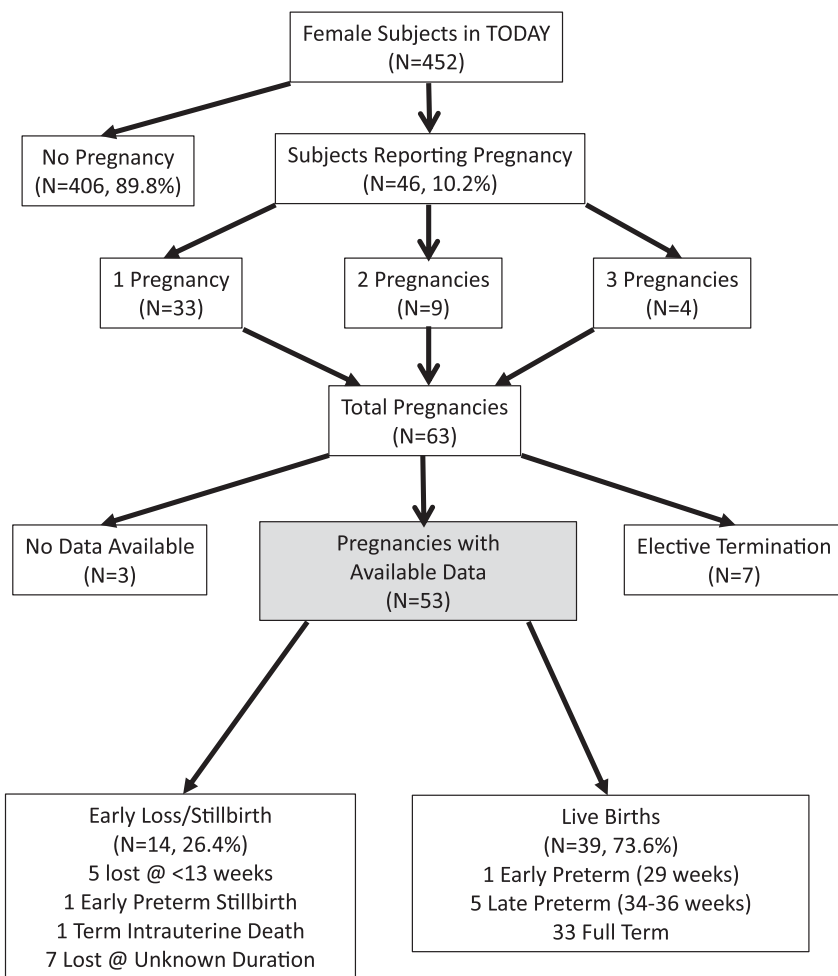 Female Subjects in TODAY
(N=452)
No Pregnancy
(N=406, 89.8%)
Subjects Reporting Pregnancy
(N=46, 10.2%)
1 Pregnancy
(N=33)
2 Pregnancies
(N=9)
3 Pregnancies
(N=4)
Total Pregnancies
(N=63)
No Data Available
(N=3)
Pregnancies with
Available Data
(N=53)
Elective Termination
(N=7)
Early Loss/Stillbirth
(N=14, 26.4%)
5 lost @ <13 weeks
1 Early Preterm Stillbirth
1 Term Intrauterine Death
7 Lost @ Unknown Duration
Live Births
(N=39, 73.6%)
1 Early Preterm (29 weeks)
5 Late Preterm (34-36 weeks)
33 Full Term